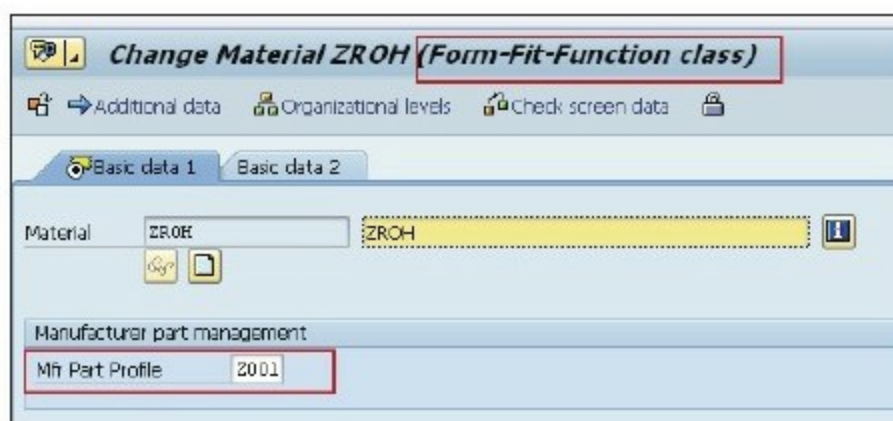 Change Material ZROH (Form-Fit-Function class)
Additional data Organizational levels Check screen data
Basic data 1 Basic data 2
Material ZROH ZROH
Manufacturer part management
Mfr Part Profile Z001